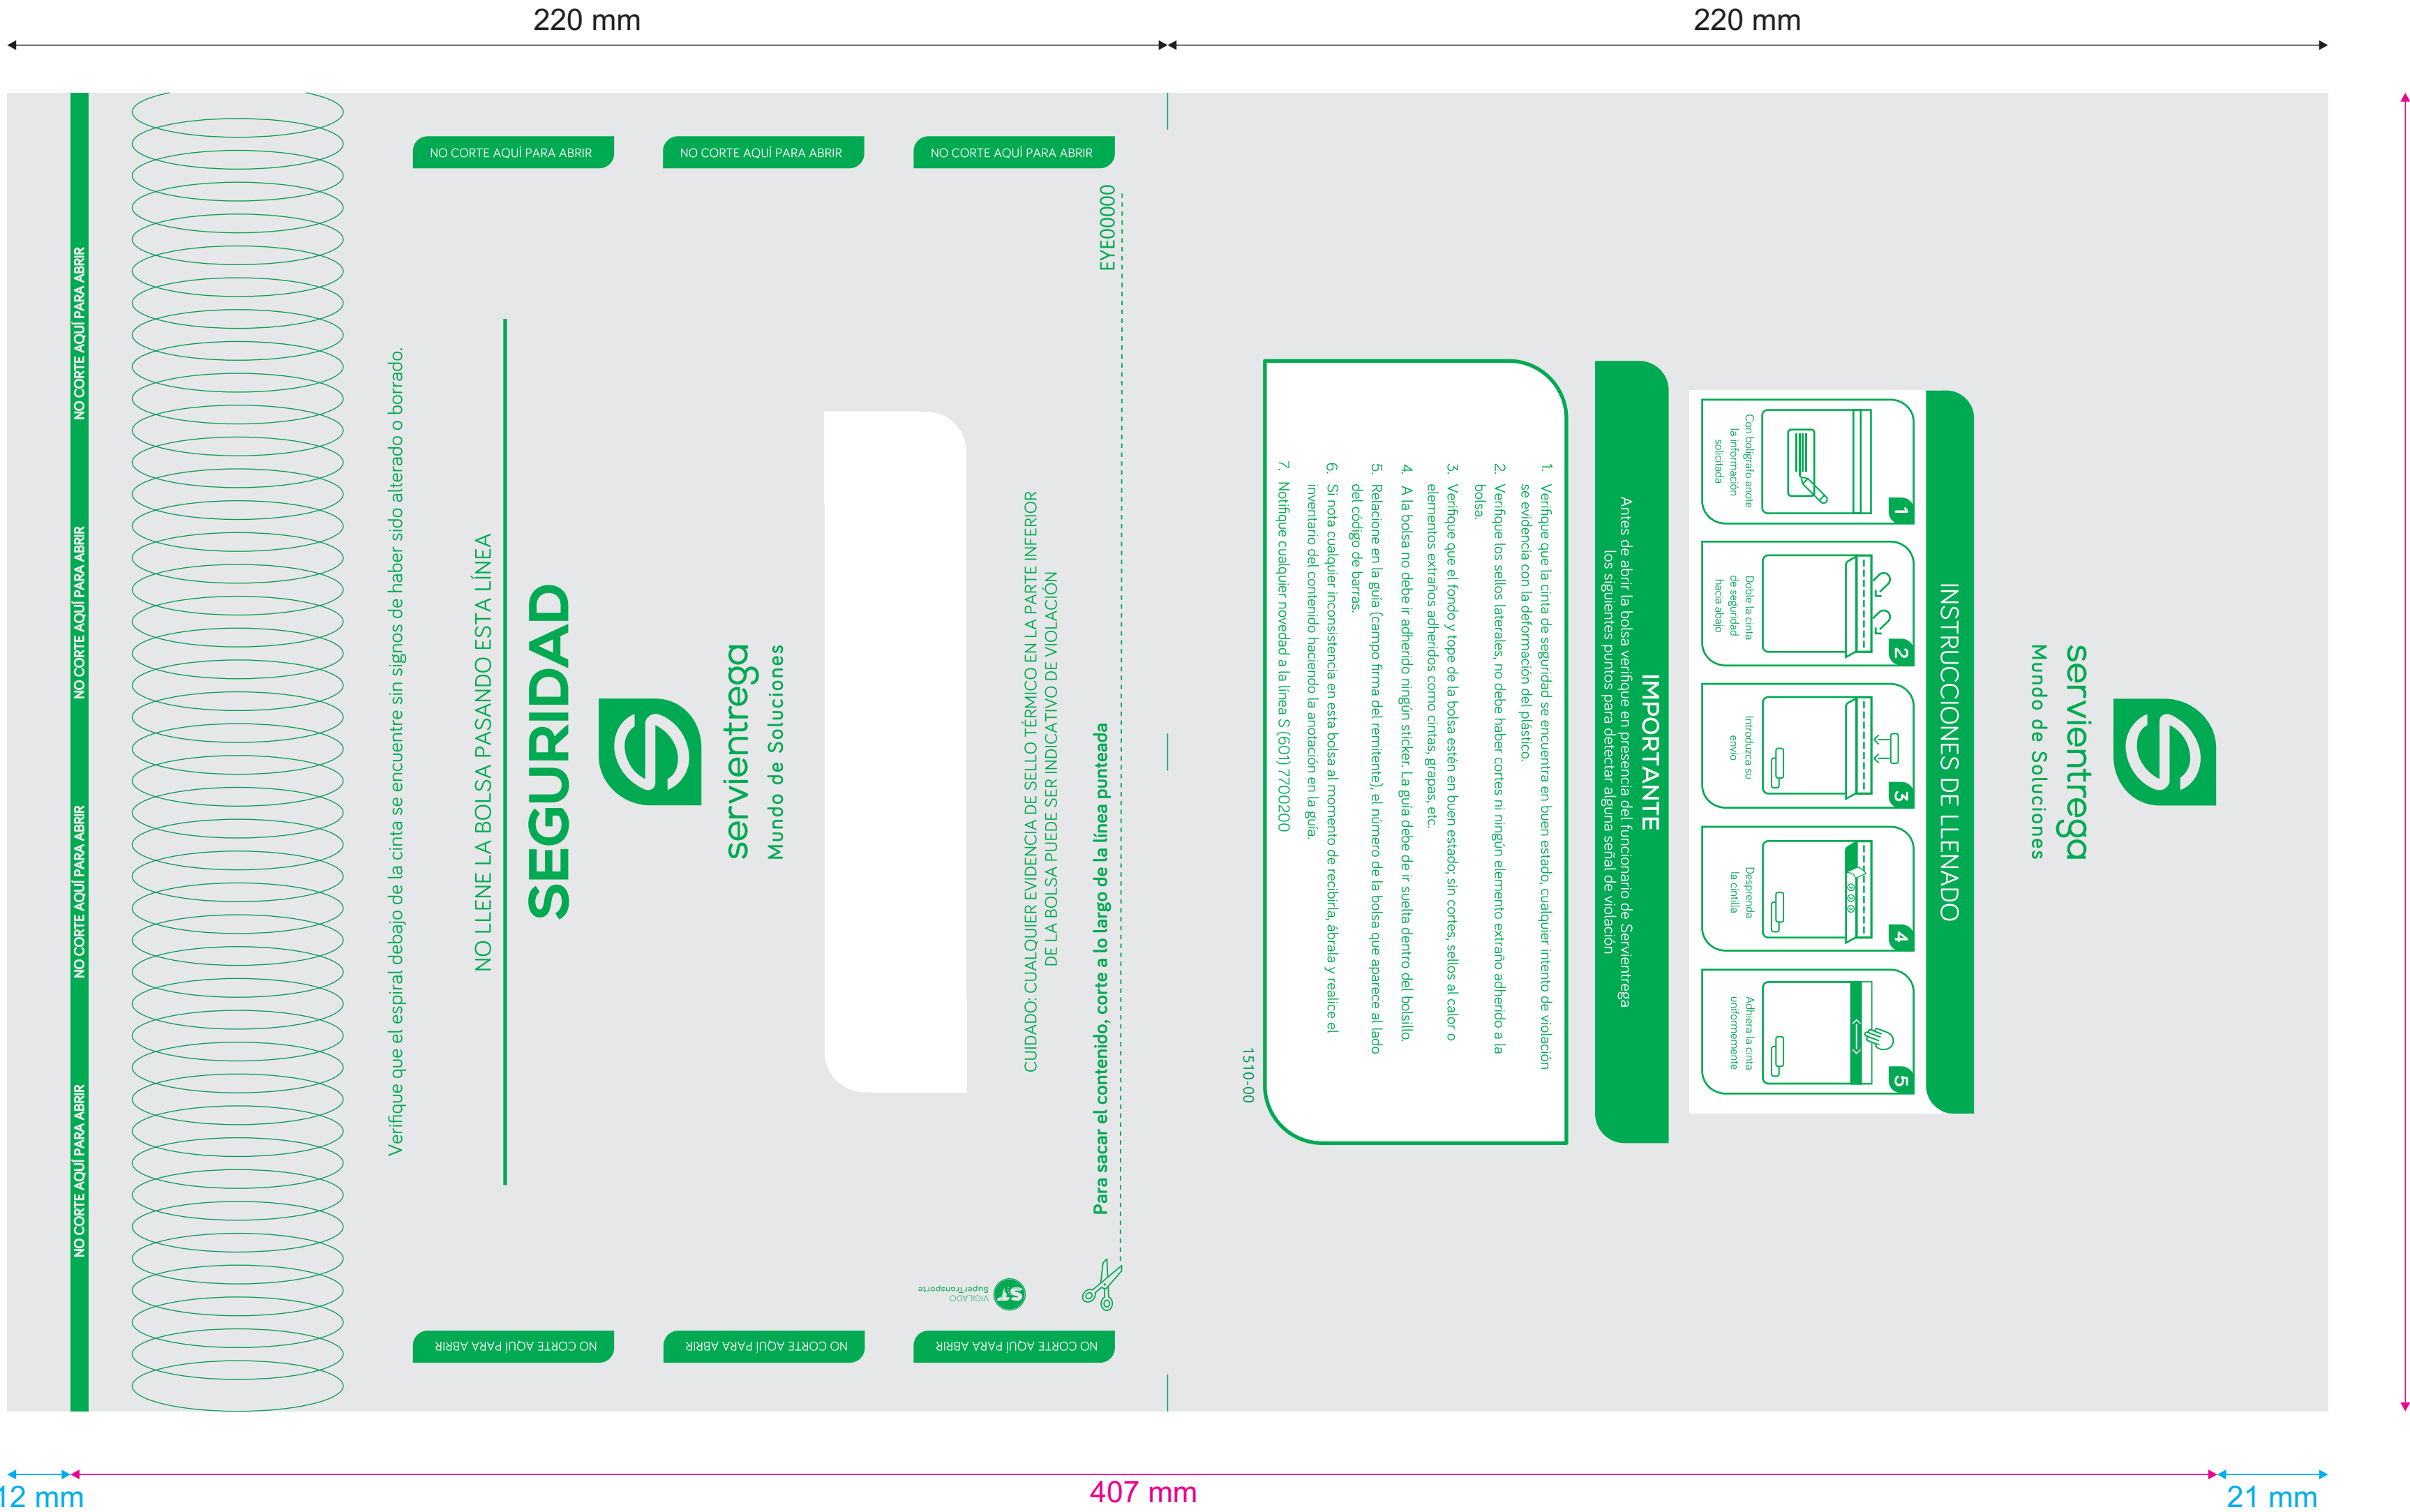 220 mm
220 mm
NO CORTE AQUÍ PARA ABRIR
NO CORTE AQUÍ PARA ABRIR
NO CORTE AQUÍ PARA ABRIR
NO CORTE AQUÍ PARA ABRIR
NO CORTE AQUÍ PARA ABRIR
NO CORTE AQUÍ PARA ABRIR
NO CORTE AQUÍ PARA ABRIR
Verifique que el espiral debajo de la cinta se encuentre sin signos de haber sido alterado o borrado.
NO LLENE LA BOLSA PASANDO ESTA LÍNEA
SEGURIDAD
S
servientrega
Mundo de Soluciones
CUIDADO: CUALQUIER EVIDENCIA DE SELLO TÉRMICO EN LA PARTE INFERIOR
DE LA BOLSA PUEDE SER INDICATIVO DE VIOLACIÓN
Para sacar el contenido, corte a lo largo de la línea punteada
EYE00000
ST
VIGILADO
SuperTransporte
NO CORTE AQUÍ PARA ABRIR
NO CORTE AQUÍ PARA ABRIR
NO CORTE AQUÍ PARA ABRIR
S
servientrega
Mundo de Soluciones
INSTRUCCIONES DE LLENADO
1
Con bolígrafo anote
la información
solicitada
2
Doble la cinta
de seguridad
hacia abajo
3
Introduzca su
envío
4
Desprenda
la cintilla
5
Adhiera la cinta
uniformemente
IMPORTANTE
Antes de abrir la bolsa verifique en presencia del funcionario de Servientrega
los siguientes puntos para detectar alguna señal de violación
1. Verifique que la cinta de seguridad se encuentra en buen estado, cualquier intento de violación
se evidencia con la deformación del plástico.
2. Verifique los sellos laterales, no debe haber cortes ni ningún elemento extraño adherido a la
bolsa.
3. Verifique que el fondo y tope de la bolsa estén en buen estado; sin cortes, sellos al calor o
elementos extraños adheridos como cintas, grapas, etc.
4. A la bolsa no debe ir adherido ningún sticker. La guía debe de ir suelta dentro del bolsillo.
5. Relacione en la guía (campo firma del remitente), el número de la bolsa que aparece al lado
del código de barras.
6. Si nota cualquier inconsistencia en esta bolsa al momento de recibirla, ábrala y realice el
inventario del contenido haciendo la anotación en la guía.
7. Notifique cualquier novedad a la línea S (601) 7700200
1510-00
12 mm
407 mm
21 mm